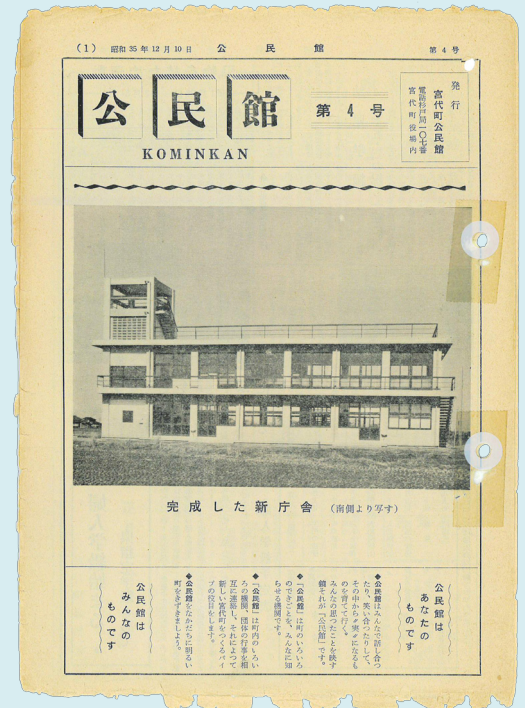 (1) 昭和35年12月10日 公民館 第4号
公民館
KOMINKAN
第4号
発行
宮代町公民館
電話杉戸局一〇七番
宮代町役場内
完成した新庁舎 (南側より写す)
公民館は
あなたの
ものです
◆公民館はみんなで話し合つ
たり、笑い合つたりして、
その中から〃実〃になるも
のを育てて行く。
みんなの思つたことを映す
鏡それが「公民館」です。
◆「公民館」は町のいろいろ
のできごとを、みんなに知
らせる機関です。
◆「公民館」は町内のいろい
ろの機関、団体の行事を相
互に連絡し、それによつて
新しい宮代町をつくるパイ
プの役目をします。
◆公民館をなかだちに明るい
町をきずきましよう。
公民館は
みんなの
ものです